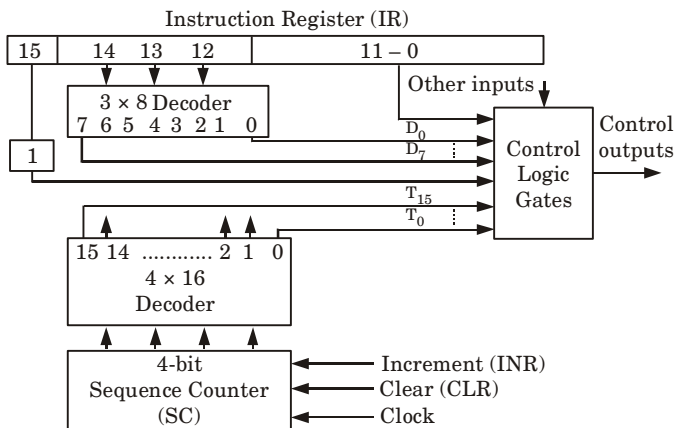 Instruction Register (IR)
15 14 13 12 11 – 0
Other inputs
3 × 8 Decoder
7 6 5 4 3 2 1 0
D0
D7
1
Control
Logic
Gates
Control
outputs
T15
T0
15 14 ............ 2 1 0
4 × 16
Decoder
4-bit
Sequence Counter
(SC)
Increment (INR)
Clear (CLR)
Clock